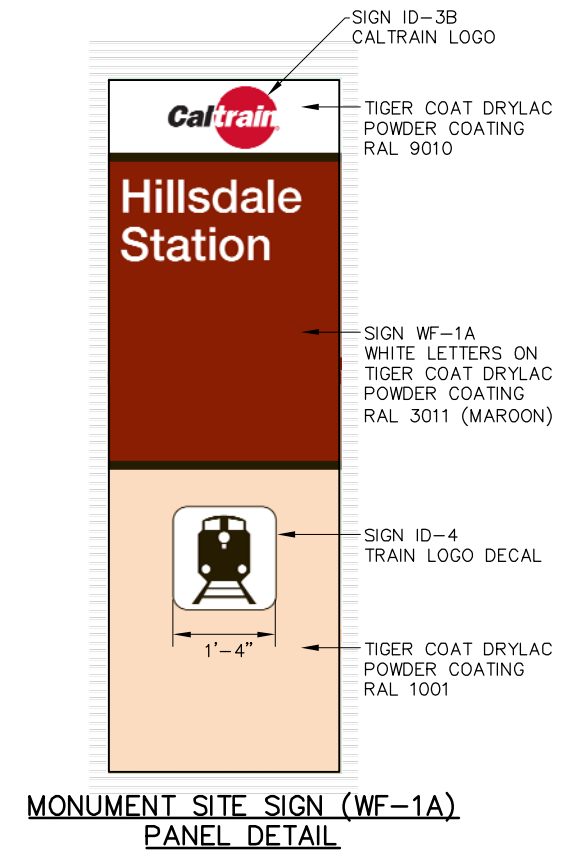 SIGN ID-3B
CALTRAIN LOGO
Caltrain
TIGER COAT DRYLAC
POWDER COATING
RAL 9010
Hillsdale
Station
SIGN WF-1A
WHITE LETTERS ON
TIGER COAT DRYLAC
POWDER COATING
RAL 3011 (MAROON)
SIGN ID-4
TRAIN LOGO DECAL
1'-4"
TIGER COAT DRYLAC
POWDER COATING
RAL 1001
MONUMENT SITE SIGN (WF-1A)
PANEL DETAIL